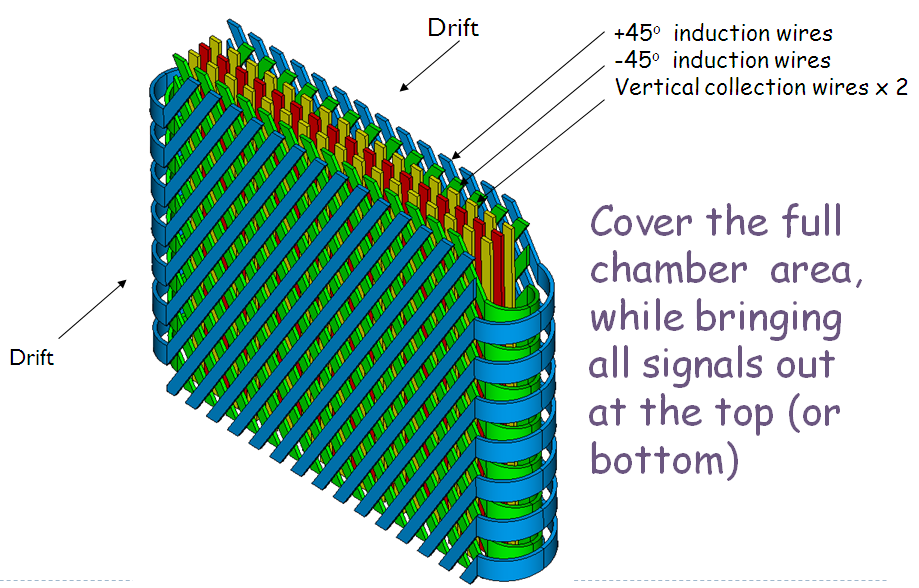 Drift
+45° induction wires
-45° induction wires
Vertical collection wires x 2
Cover the full
chamber area,
while bringing
all signals out
at the top (or
bottom)
Drift